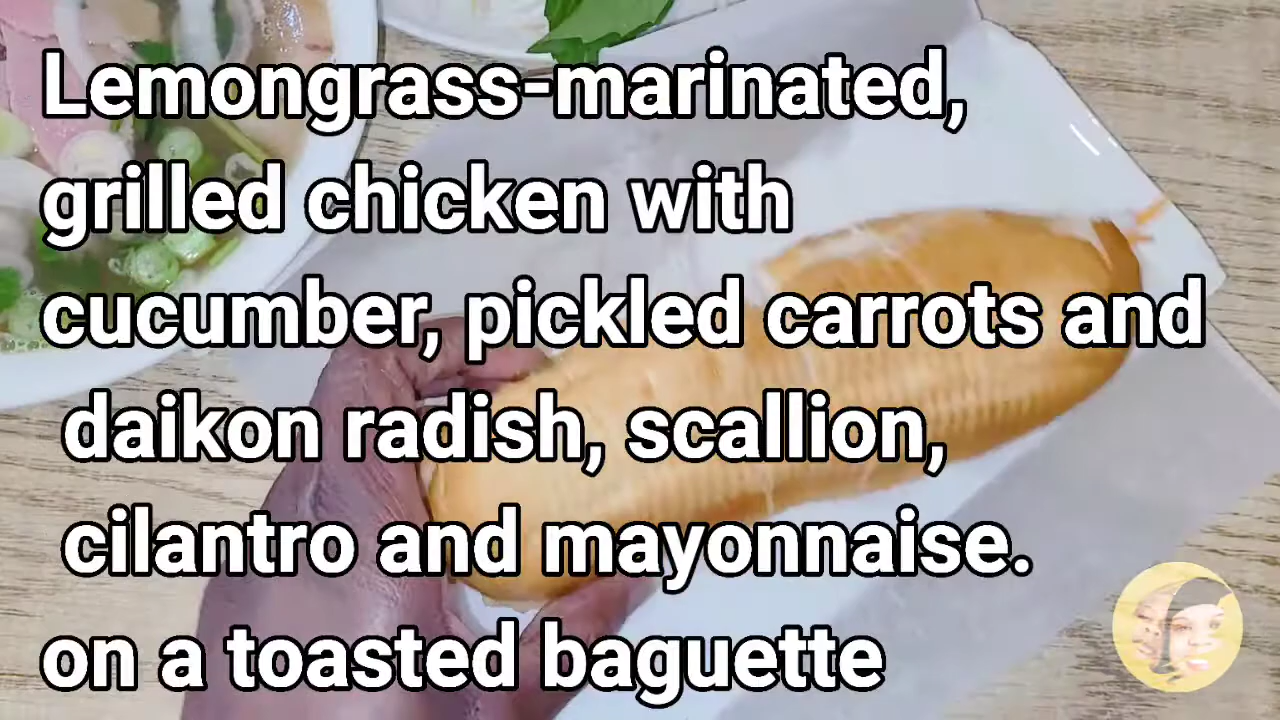 Lemongrass-marinated,
grilled chicken with
cucumber, pickled carrots and
daikon radish, scallion,
cilantro and mayonnaise.
on a toasted baguette